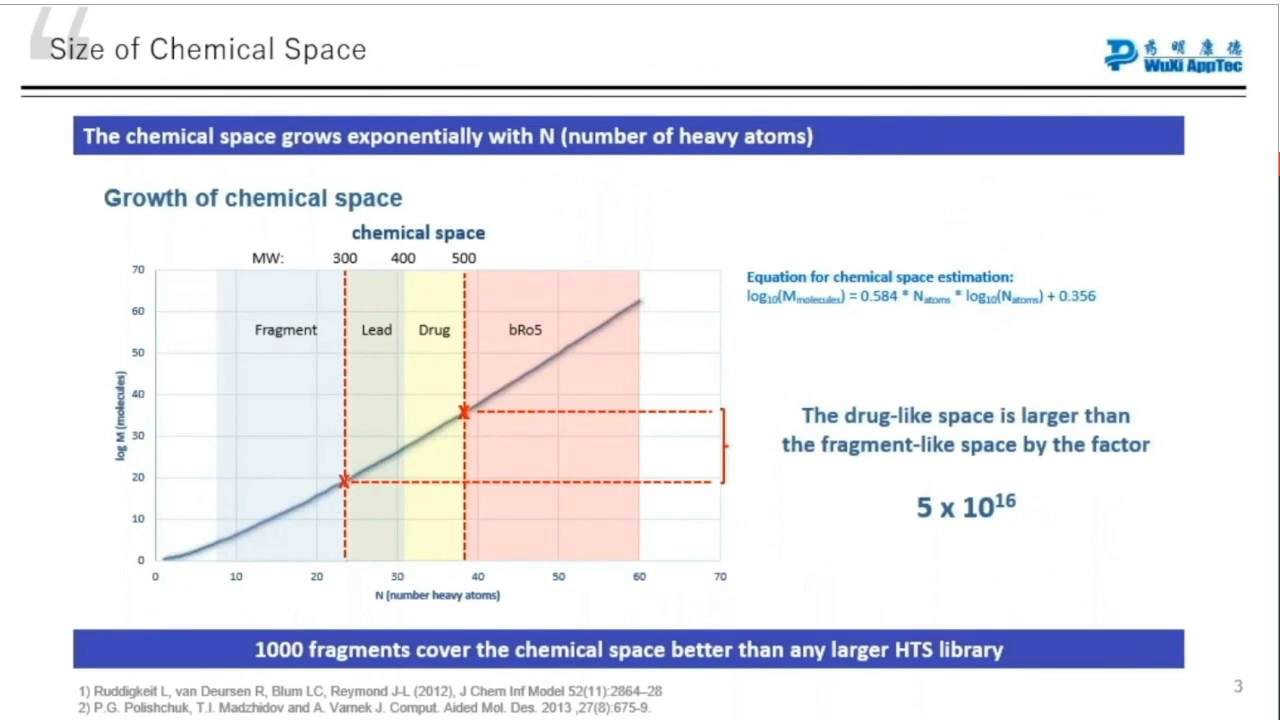 “
Size of Chemical Space
药明康德
WuXi AppTec
The chemical space grows exponentially with N (number of heavy atoms)
Growth of chemical space
chemical space
MW: 300 400 500
70
60
50
40
30
20
10
0
log M (molecules)
Fragment Lead Drug bRo5
0 10 20 30 40 50 60 70
N (number heavy atoms)
Equation for chemical space estimation:
log₁₀(Mmolecules) = 0.584 * Natoms * log₁₀(Natoms) + 0.356
The drug-like space is larger than
the fragment-like space by the factor
5 x 10¹⁶
1000 fragments cover the chemical space better than any larger HTS library
1) Ruddigkeit L, van Deursen R, Blum LC, Reymond J-L (2012), J Chem Inf Model 52(11):2864–28
2) P.G. Polishchuk, T.I. Madzhidov and A. Varnek J. Comput. Aided Mol. Des. 2013 ,27(8):675-9.
3